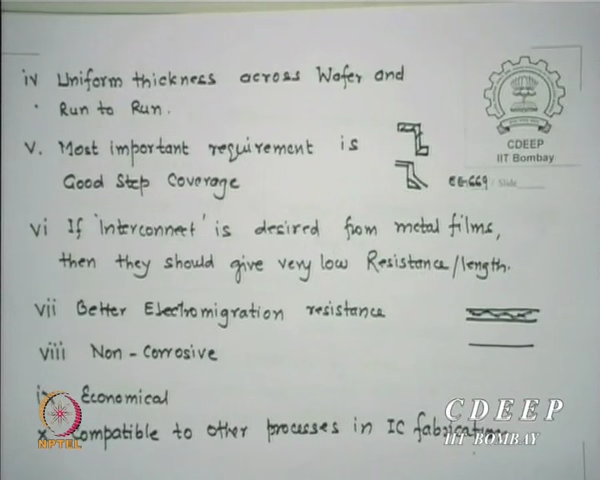 iv Uniform thickness across Wafer and
Run to Run.
v. Most important requirement is
Good Step Coverage
CDEEP
IIT Bombay
EE-669 Slide
vi If 'Interconnect' is desired from metal films,
then they should give very low Resistance/length.
vii Better Electromigration resistance
viii Non-Corrosive
ix Economical
x Compatible to other processes in IC fabrication
NPTEL
CDEEP
IIT BOMBAY